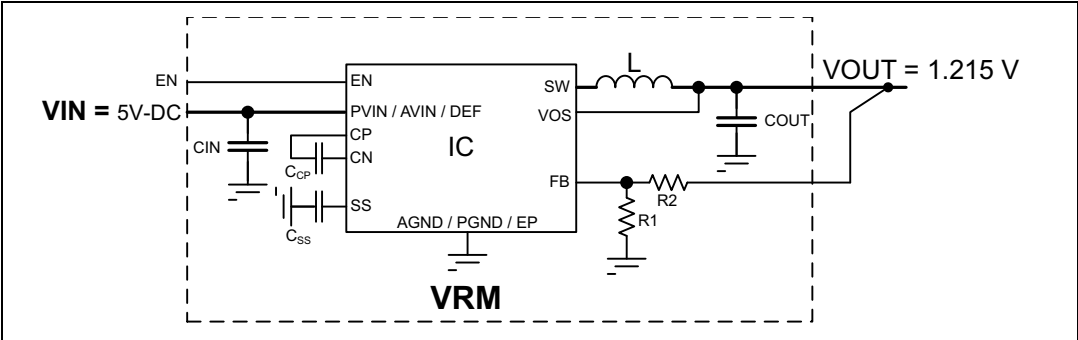 L
VOUT = 1.215 V
EN
EN
SW
VIN = 5V-DC
PVIN / AVIN / DEF
VOS
CP
COUT
CIN
CN
IC
CCP
FB
R2
SS
R1
AGND / PGND / EP
CSS
VRM